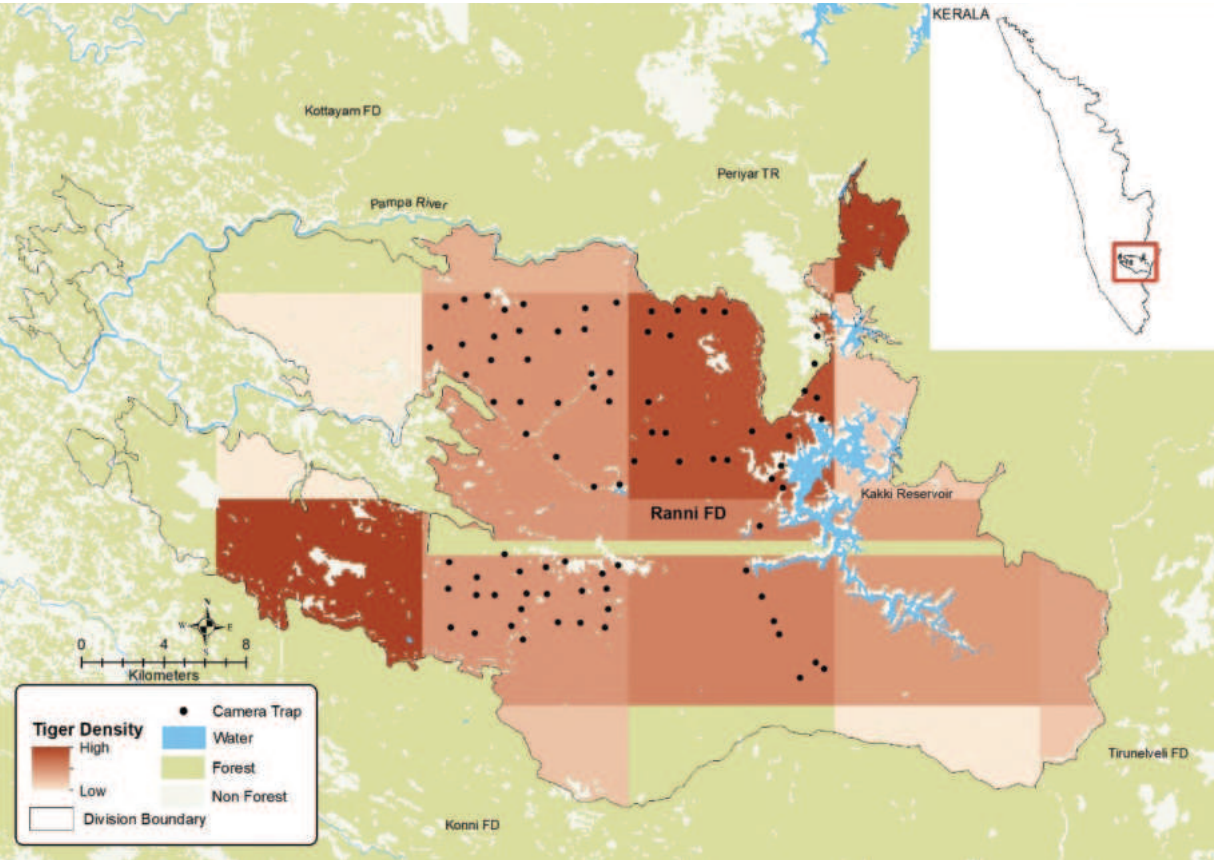 KERALA
Kottayam FD
Periyar TR
Pampa River
Kakki Reservoir
Ranni FD
N
W E
S
0 4 8
Kilometers
Tiger Density
High
Low
Division Boundary
Camera Trap
Water
Forest
Non Forest
Tirunelveli FD
Konni FD